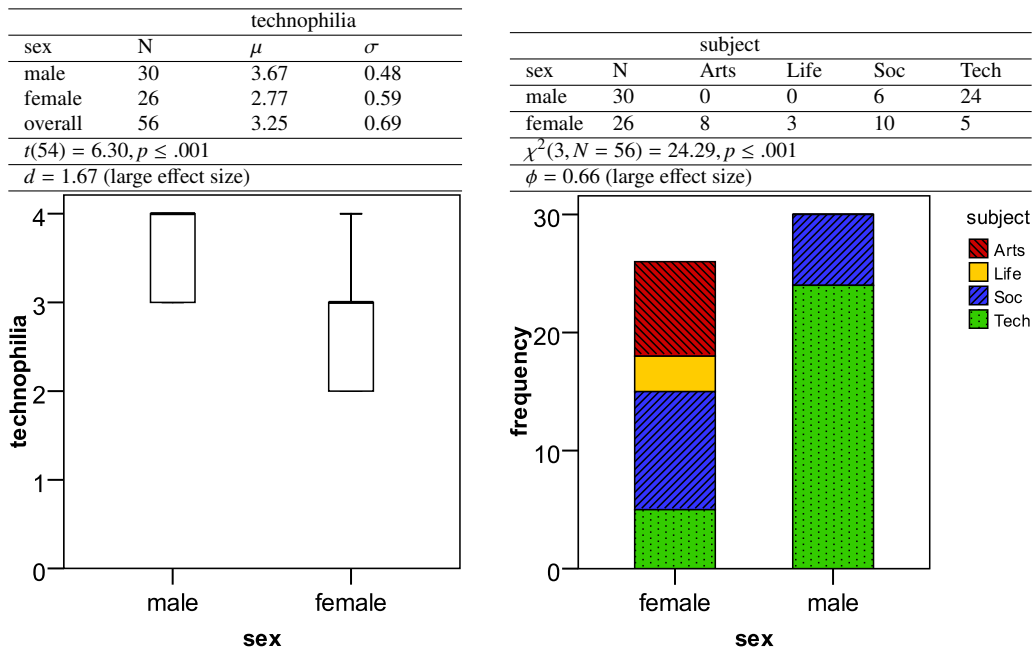 technophilia
sex N μ σ
male 30 3.67 0.48
female 26 2.77 0.59
overall 56 3.25 0.69
t(54) = 6.30, p ≤ .001
d = 1.67 (large effect size)
technophilia
4
3
2
1
0
male female
sex
subject
sex N Arts Life Soc Tech
male 30 0 0 6 24
female 26 8 3 10 5
χ²(3, N = 56) = 24.29, p ≤ .001
ϕ = 0.66 (large effect size)
frequency
30
20
10
0
female male
sex
subject
Arts
Life
Soc
Tech